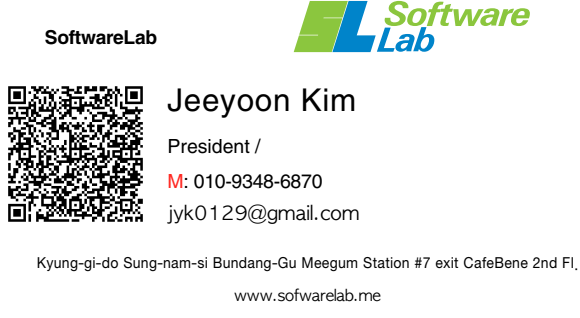 SoftwareLab
SL Software
Lab
Jeeyoon Kim
President /
M: 010-9348-6870
jyk0129@gmail.com
Kyung-gi-do Sung-nam-si Bundang-Gu Meegum Station #7 exit CafeBene 2nd Fl.
www.sofwarelab.me